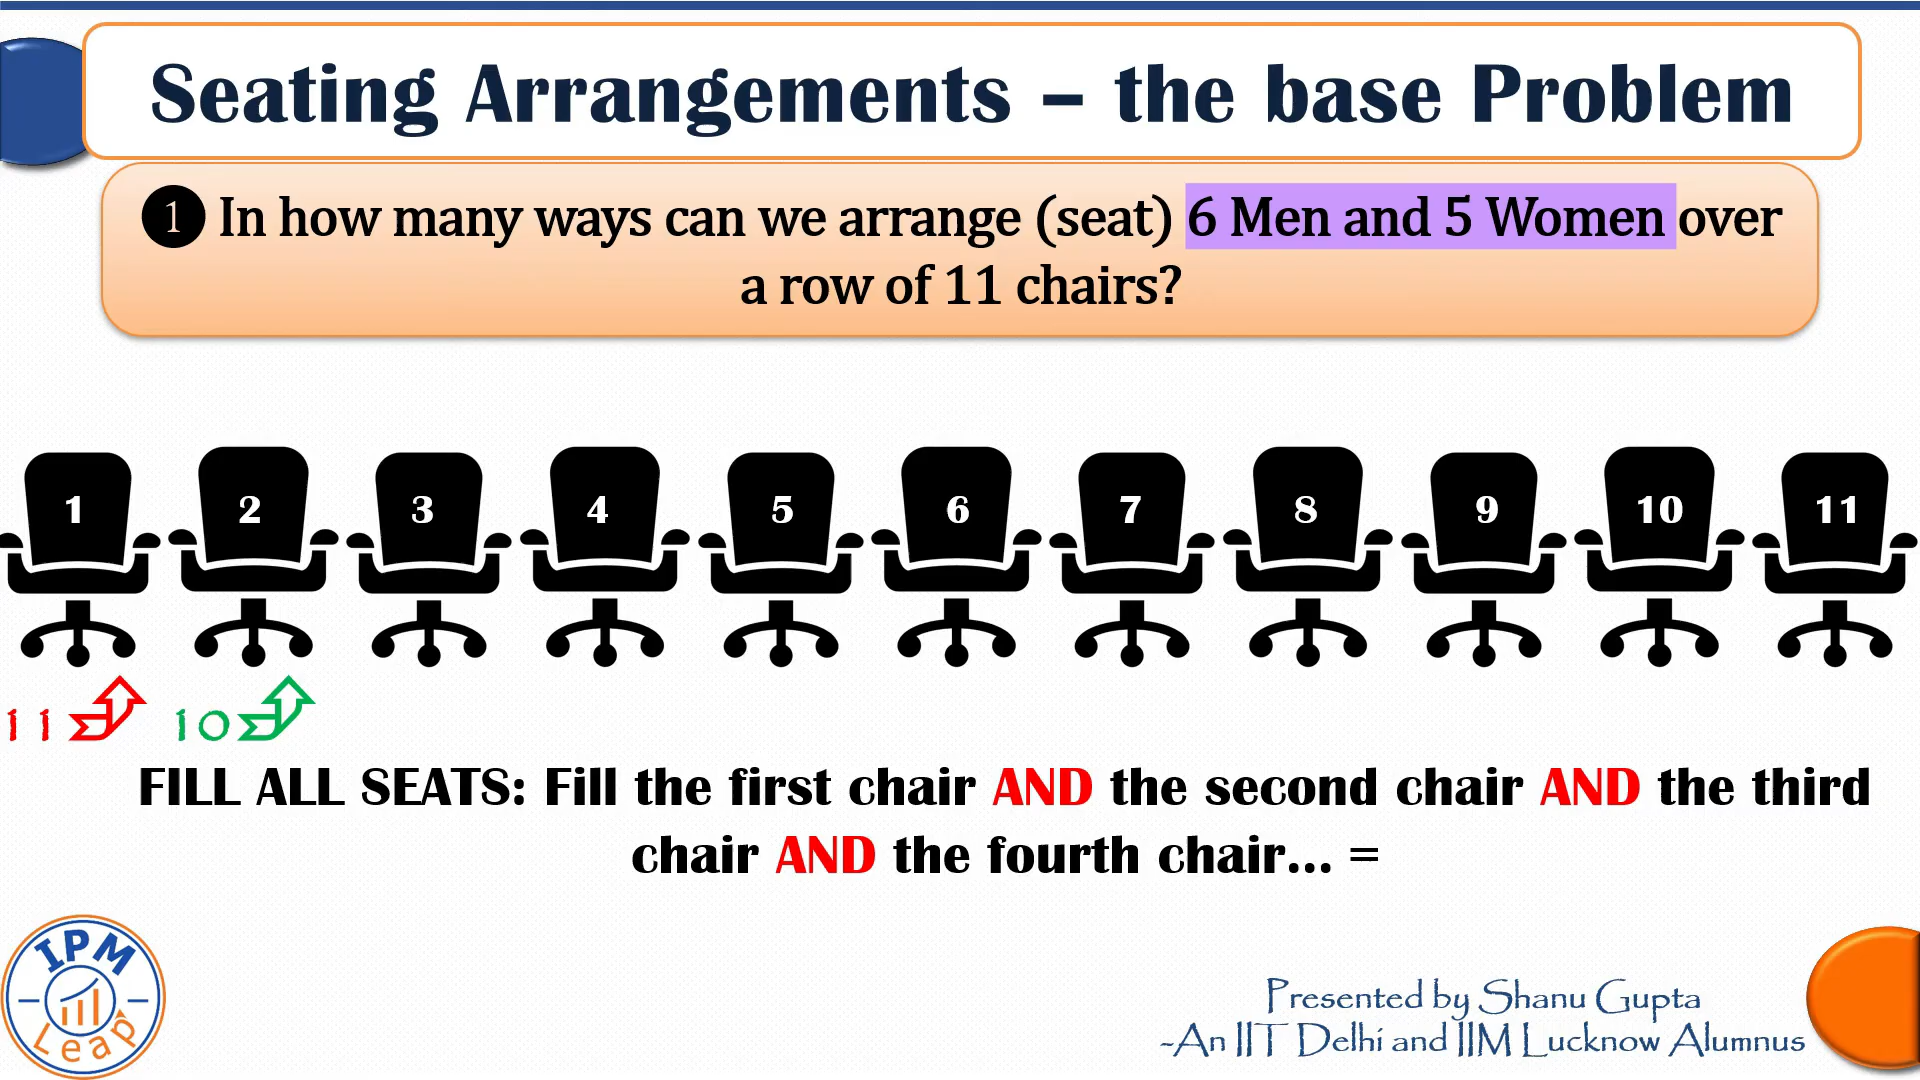 Seating Arrangements – the base Problem
❶ In how many ways can we arrange (seat) 6 Men and 5 Women over
a row of 11 chairs?
1 2 3 4 5 6 7 8 9 10 11
11 10
FILL ALL SEATS: Fill the first chair AND the second chair AND the third
chair AND the fourth chair... =
IPM
Leap
Presented by Shanu Gupta
-An IIT Delhi and IIM Lucknow Alumnus